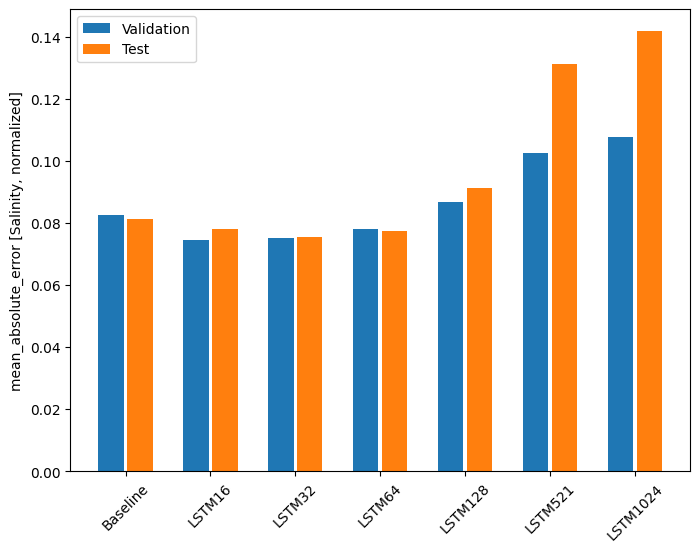 mean_absolute_error [Salinity, normalized]
0.14
0.12
0.10
0.08
0.06
0.04
0.02
0.00
Validation
Test
Baseline
LSTM16
LSTM32
LSTM64
LSTM128
LSTM521
LSTM1024